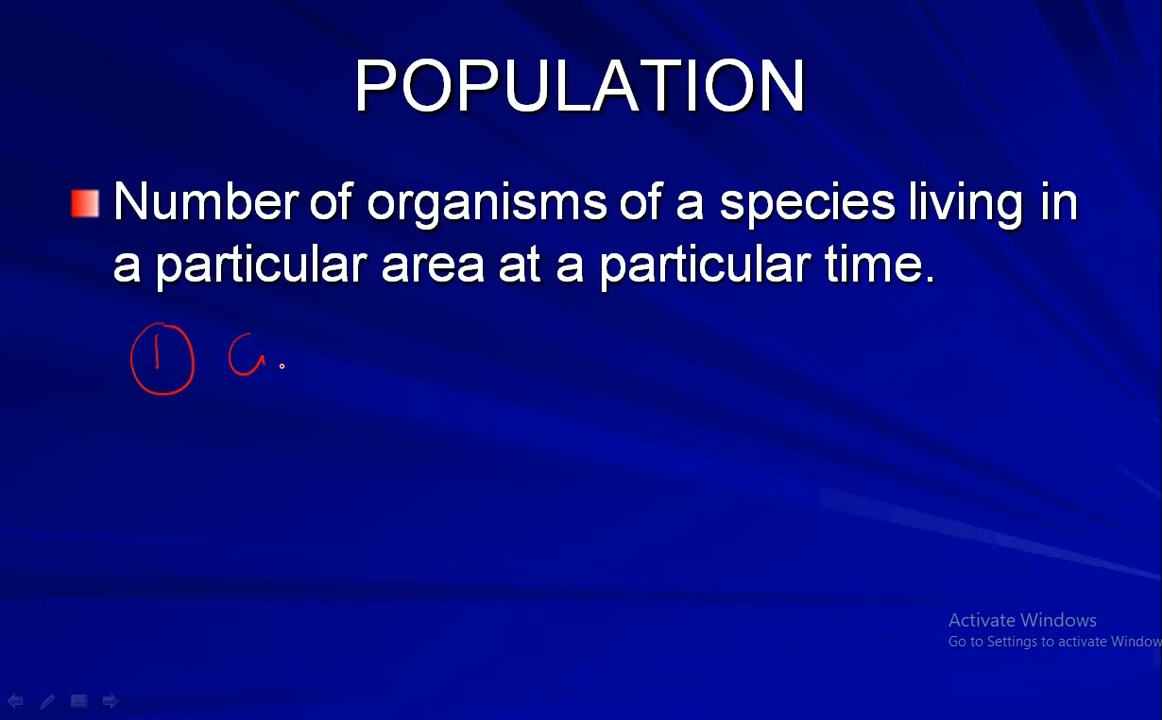 POPULATION
Number of organisms of a species living in
a particular area at a particular time.
1 G
Activate Windows
Go to Settings to activate Window